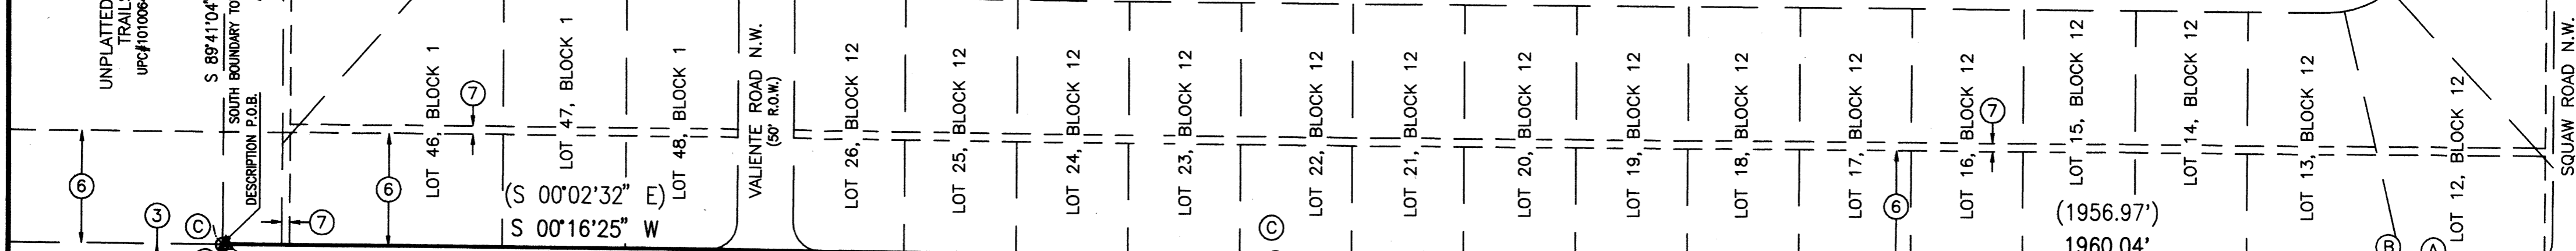 UNPLATTED
TRAILS
UPC#1010064
S 89°41'04"
SOUTH BOUNDARY TO
DESCRIPTION P.O.B.
6
3
C
7
6
LOT 46, BLOCK 1
7
LOT 47, BLOCK 1
LOT 48, BLOCK 1
(S 00°02'32" E)
S 00°16'25" W
VALIENTE ROAD N.W.
(50' R.O.W.)
LOT 26, BLOCK 12
LOT 25, BLOCK 12
LOT 24, BLOCK 12
LOT 23, BLOCK 12
C
LOT 22, BLOCK 12
LOT 21, BLOCK 12
LOT 20, BLOCK 12
LOT 19, BLOCK 12
LOT 18, BLOCK 12
LOT 17, BLOCK 12
6
LOT 16, BLOCK 12
7
LOT 15, BLOCK 12
LOT 14, BLOCK 12
(1956.97')
1960.04'
LOT 13, BLOCK 12
B
A
LOT 12, BLOCK 12
SQUAW ROAD N.W.